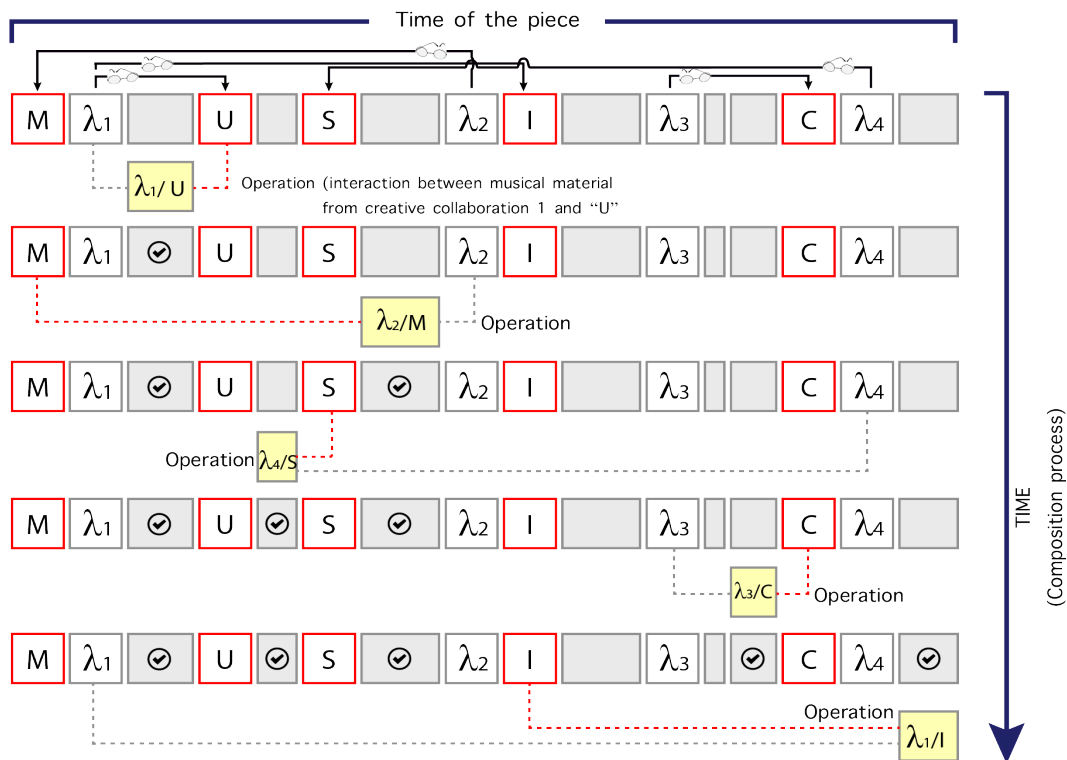 Time of the piece
M λ1 U S λ2 I λ3 C λ4
λ1/ U
Operation (interaction between musical material
from creative collaboration 1 and “U”
M λ1 U S λ2 I λ3 C λ4
λ2/M
Operation
M λ1 U S λ2 I λ3 C λ4
Operation
λ4/S
M λ1 U S λ2 I λ3 C λ4
λ3/C
Operation
M λ1 U S λ2 I λ3 C λ4
Operation
λ1/I
TIME
(Composition process)